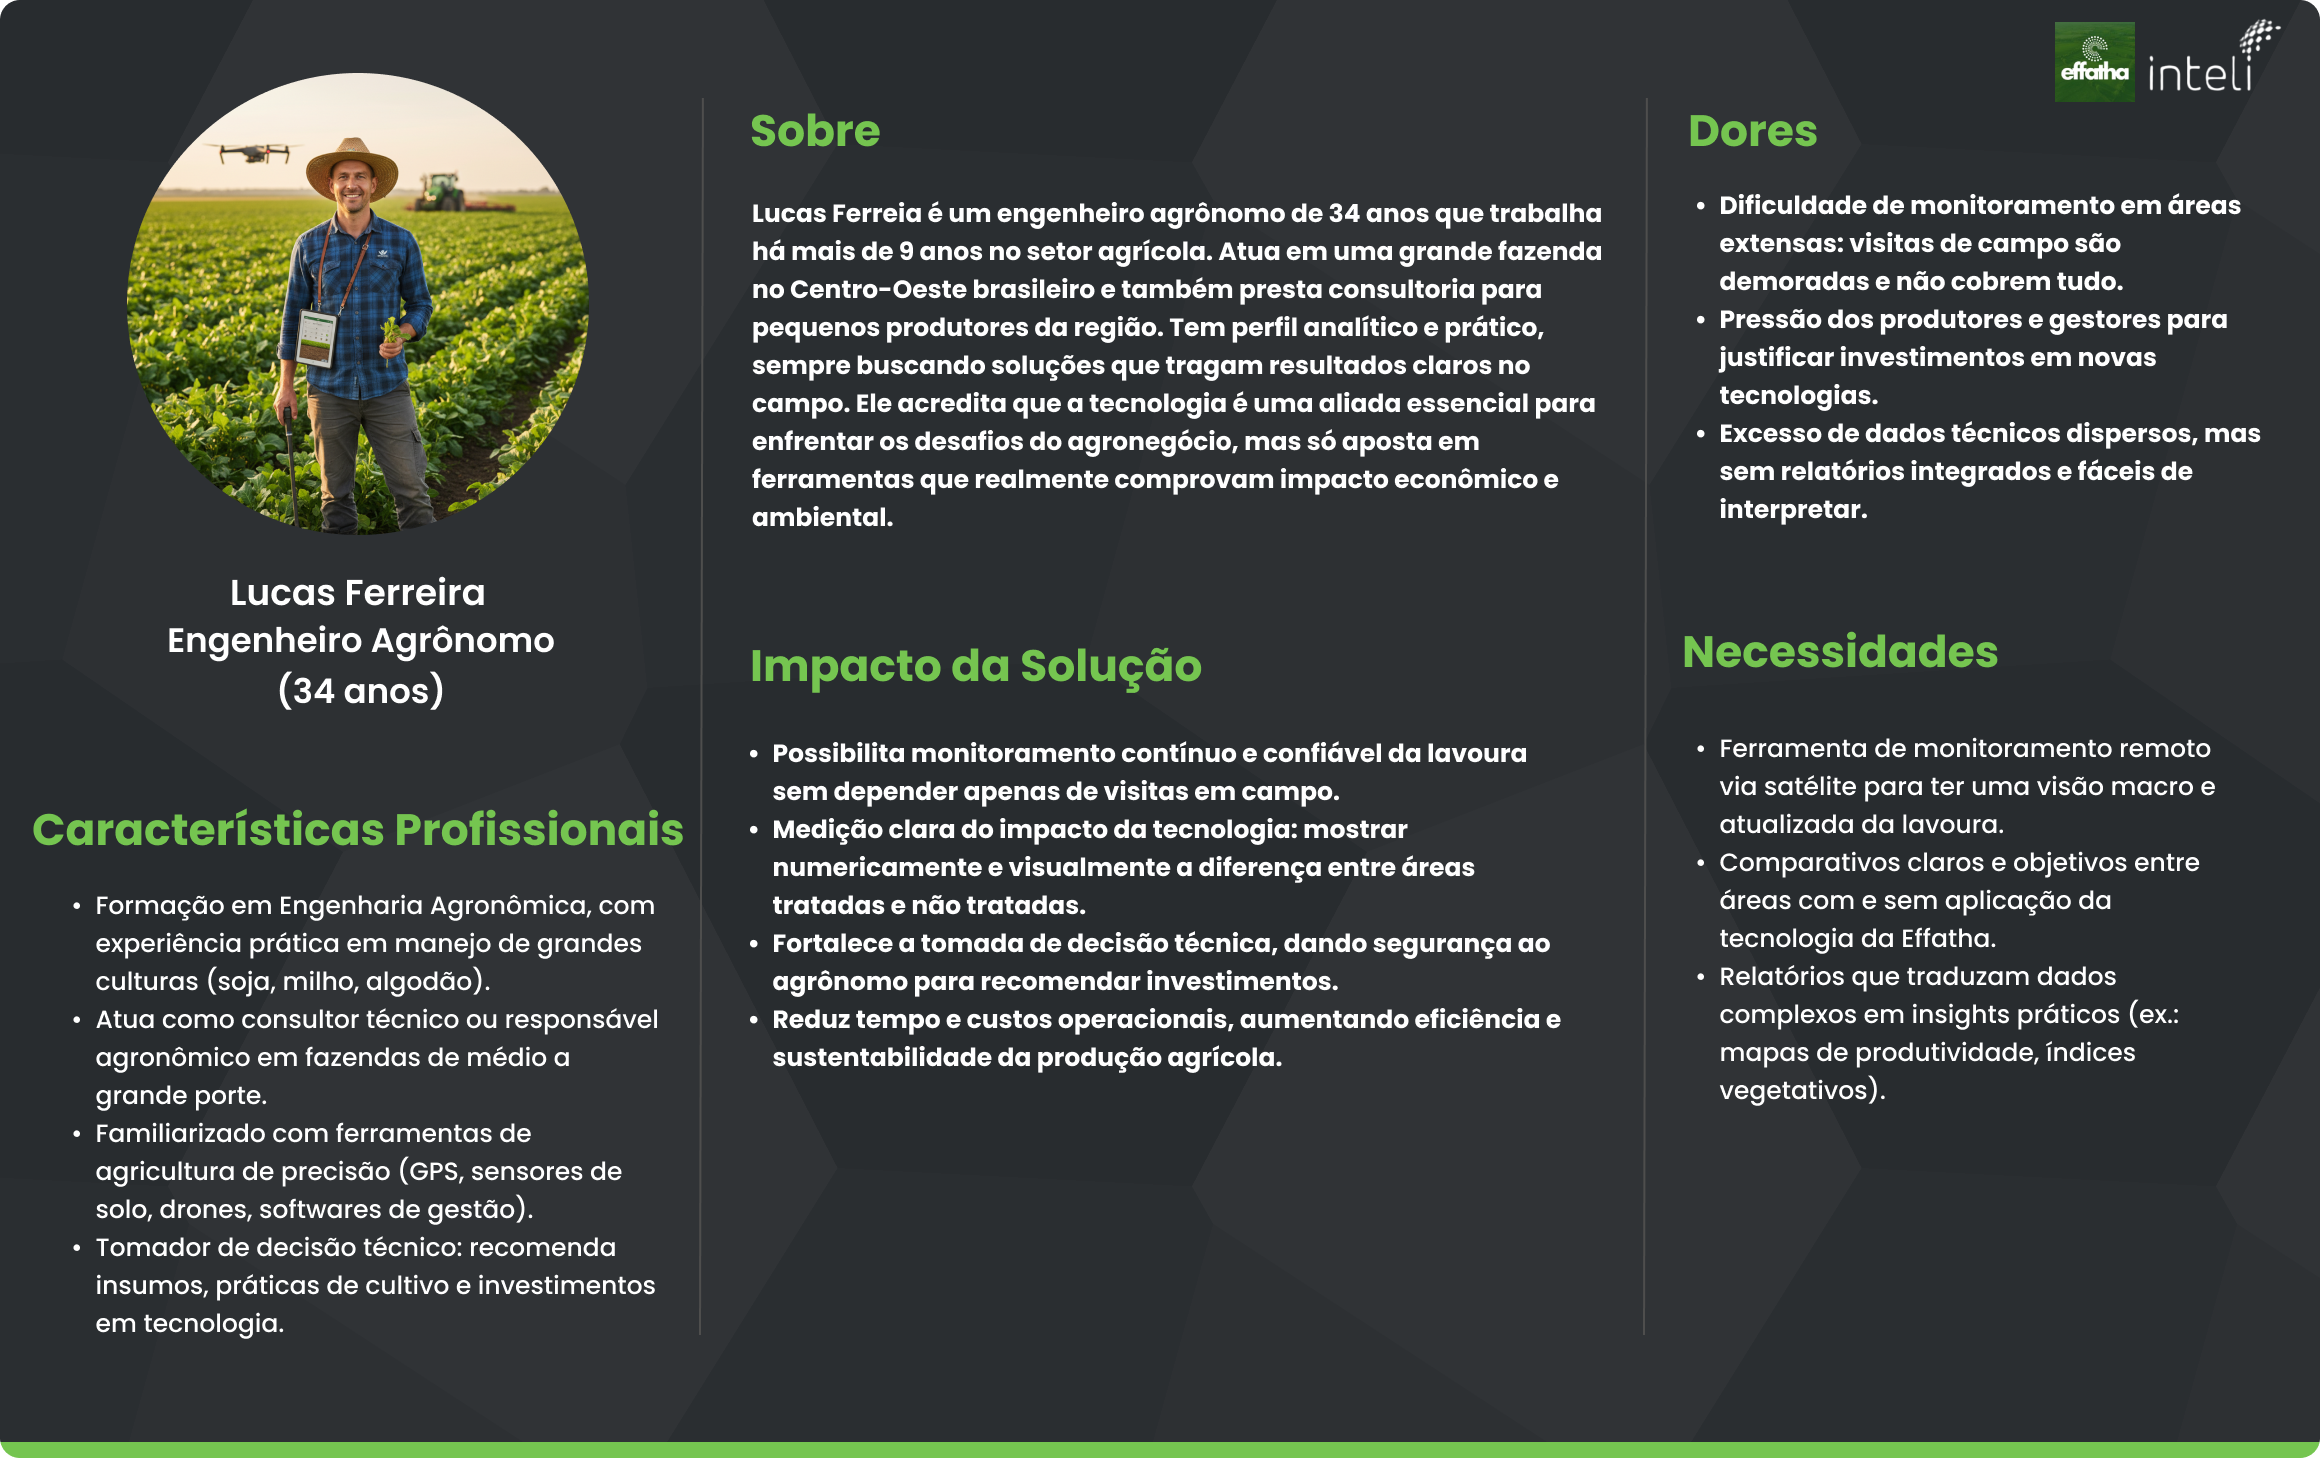 effatha
inteli
Lucas Ferreira
Engenheiro Agrônomo
(34 anos)
Características Profissionais
• Formação em Engenharia Agronômica, com
experiência prática em manejo de grandes
culturas (soja, milho, algodão).
• Atua como consultor técnico ou responsável
agronômico em fazendas de médio a
grande porte.
• Familiarizado com ferramentas de
agricultura de precisão (GPS, sensores de
solo, drones, softwares de gestão).
• Tomador de decisão técnico: recomenda
insumos, práticas de cultivo e investimentos
em tecnologia.
Sobre
Lucas Ferreia é um engenheiro agrônomo de 34 anos que trabalha
há mais de 9 anos no setor agrícola. Atua em uma grande fazenda
no Centro-Oeste brasileiro e também presta consultoria para
pequenos produtores da região. Tem perfil analítico e prático,
sempre buscando soluções que tragam resultados claros no
campo. Ele acredita que a tecnologia é uma aliada essencial para
enfrentar os desafios do agronegócio, mas só aposta em
ferramentas que realmente comprovam impacto econômico e
ambiental.
Impacto da Solução
• Possibilita monitoramento contínuo e confiável da lavoura
sem depender apenas de visitas em campo.
• Medição clara do impacto da tecnologia: mostrar
numericamente e visualmente a diferença entre áreas
tratadas e não tratadas.
• Fortalece a tomada de decisão técnica, dando segurança ao
agrônomo para recomendar investimentos.
• Reduz tempo e custos operacionais, aumentando eficiência e
sustentabilidade da produção agrícola.
Dores
• Dificuldade de monitoramento em áreas
extensas: visitas de campo são
demoradas e não cobrem tudo.
• Pressão dos produtores e gestores para
justificar investimentos em novas
tecnologias.
• Excesso de dados técnicos dispersos, mas
sem relatórios integrados e fáceis de
interpretar.
Necessidades
• Ferramenta de monitoramento remoto
via satélite para ter uma visão macro e
atualizada da lavoura.
• Comparativos claros e objetivos entre
áreas com e sem aplicação da
tecnologia da Effatha.
• Relatórios que traduzam dados
complexos em insights práticos (ex.:
mapas de produtividade, índices
vegetativos).